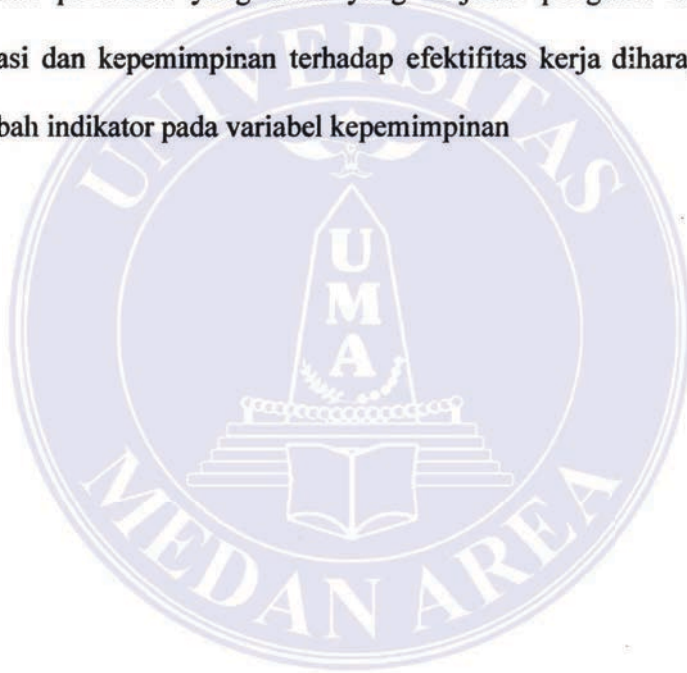 asi dan kepemimpinan terhadap efektifitas kerja dihara
bah indikator pada variabel kepemimpinan
UNIVERSITAS
U
M
A
MEDAN AREA